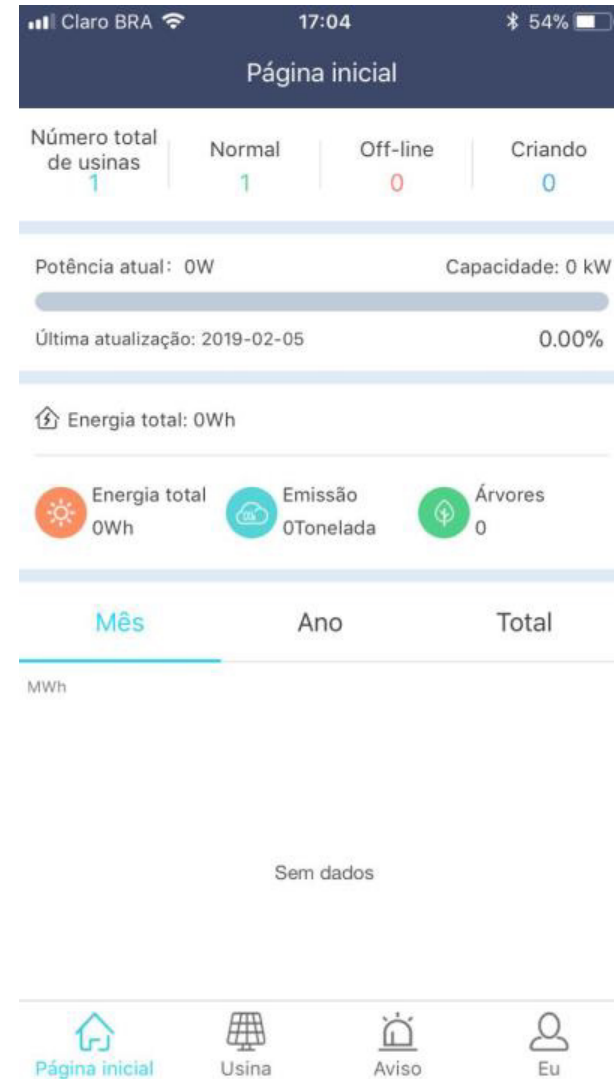 Claro BRA 17:04 54%
Página inicial
Número total
de usinas
1
Normal
1
Off-line
0
Criando
0
Potência atual: 0W Capacidade: 0 kW
Última atualização: 2019-02-05 0.00%
Energia total: 0Wh
Energia total
0Wh
Emissão
0Tonelada
Árvores
0
Mês Ano Total
MWh
Sem dados
Página inicial Usina Aviso Eu